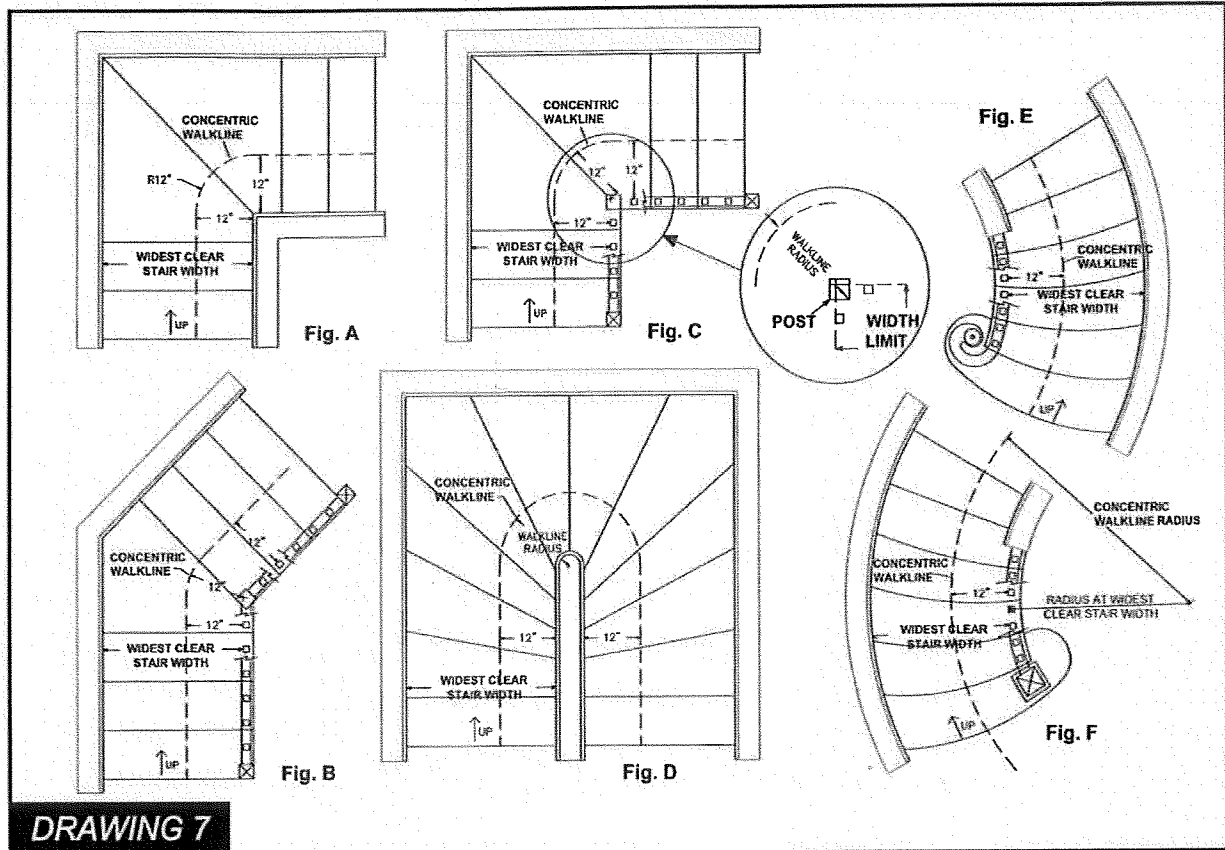 CONCENTRIC
WALKLINE
R12"
12"
12"
WIDEST CLEAR
STAIR WIDTH
UP
Fig. A
CONCENTRIC
WALKLINE
12"
12"
12"
WIDEST CLEAR
STAIR WIDTH
UP
Fig. C
WALKLINE
RADIUS
POST
WIDTH
LIMIT
Fig. E
CONCENTRIC
WALKLINE
12"
WIDEST CLEAR
STAIR WIDTH
UP
CONCENTRIC
WALKLINE
12"
12"
12"
WIDEST CLEAR
STAIR WIDTH
UP
Fig. B
CONCENTRIC
WALKLINE
WALKLINE
RADIUS
12"
12"
WIDEST CLEAR
STAIR WIDTH
UP
UP
Fig. D
CONCENTRIC
WALKLINE RADIUS
CONCENTRIC
WALKLINE
12"
RADIUS AT WIDEST
CLEAR STAIR WIDTH
WIDEST CLEAR
STAIR WIDTH
UP
Fig. F
DRAWING 7